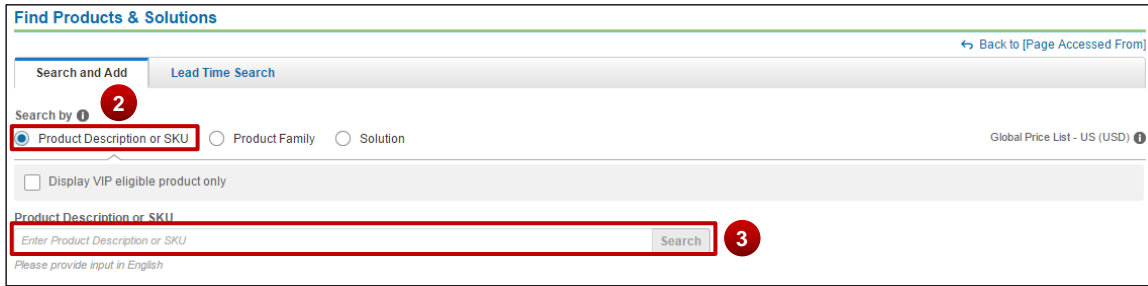 Find Products & Solutions
Back to [Page Accessed From]
Search and Add Lead Time Search
2
Search by
Product Description or SKU Product Family Solution Global Price List - US (USD)
Display VIP eligible product only
Product Description or SKU
Enter Product Description or SKU Search 3
Please provide input in English